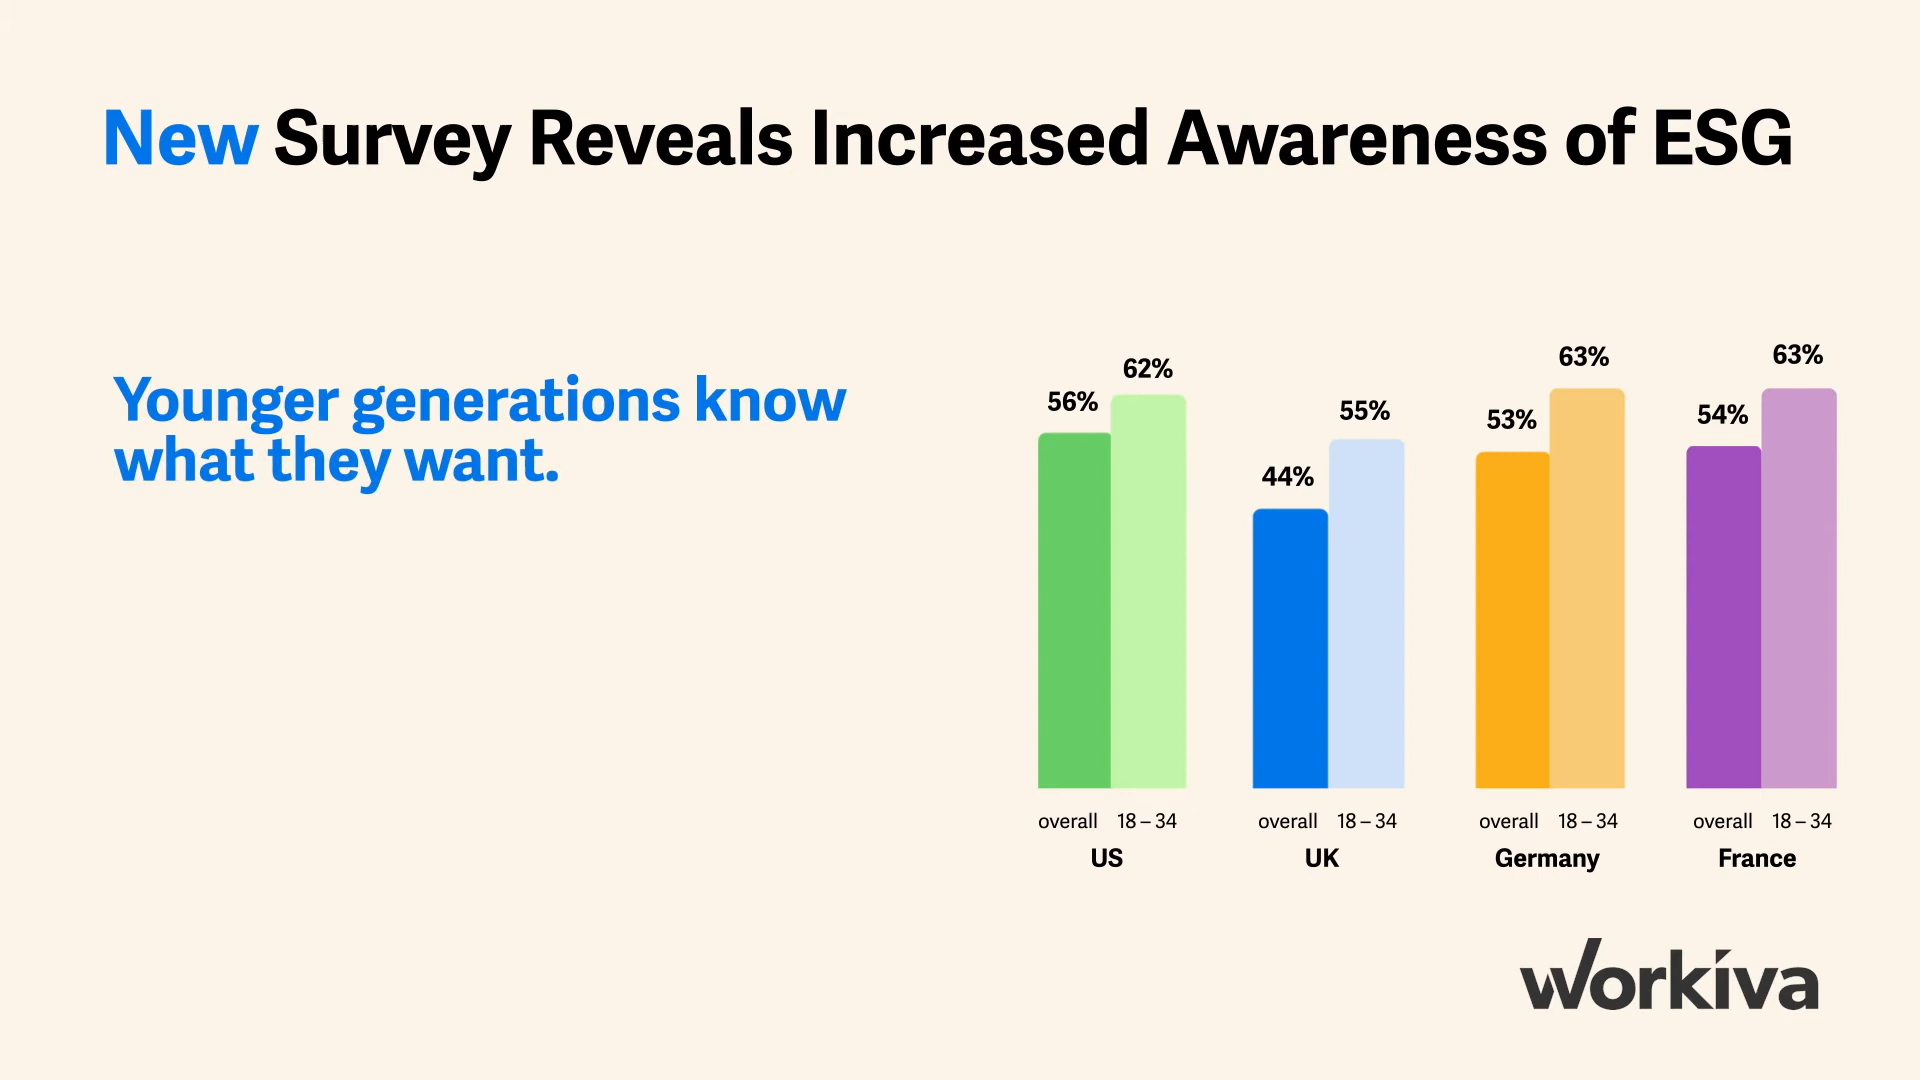 New Survey Reveals Increased Awareness of ESG
Younger generations know
what they want.
56% 62%
44% 55%
53% 63%
54% 63%
overall 18 – 34
US
overall 18 – 34
UK
overall 18 – 34
Germany
overall 18 – 34
France
workiva